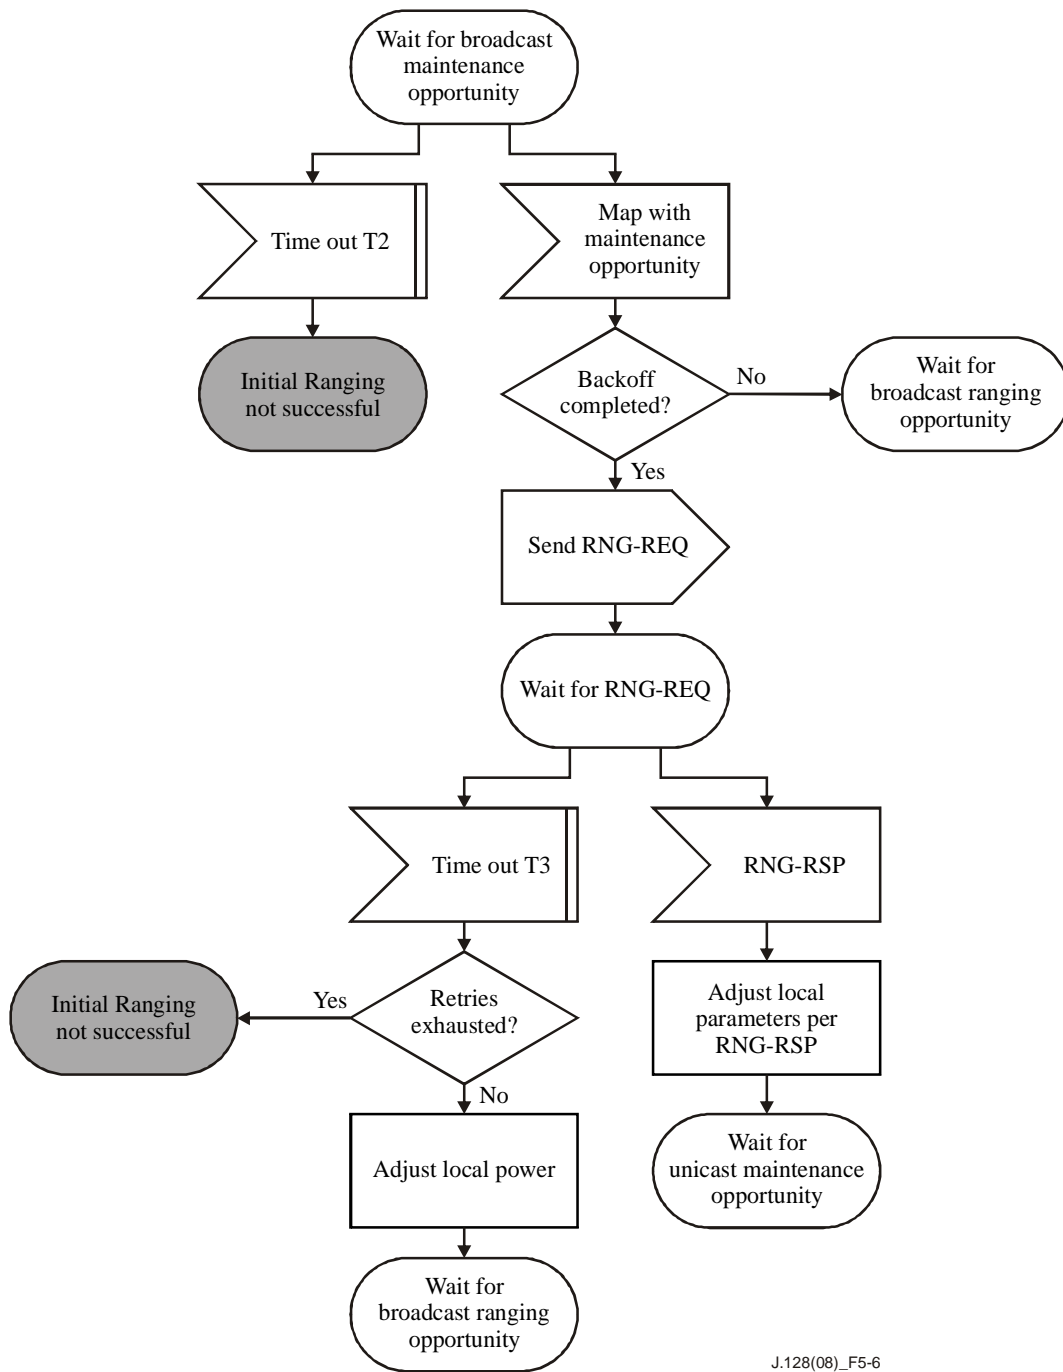 Wait for broadcast
maintenance
opportunity
Time out T2
Map with
maintenance
opportunity
Initial Ranging
not successful
Backoff
completed?
No
Wait for
broadcast ranging
opportunity
Yes
Send RNG-REQ
Wait for RNG-REQ
Time out T3
RNG-RSP
Initial Ranging
not successful
Yes
Retries
exhausted?
Adjust local
parameters per
RNG-RSP
No
Adjust local power
Wait for
unicast maintenance
opportunity
Wait for
broadcast ranging
opportunity
J.128(08)_F5-6